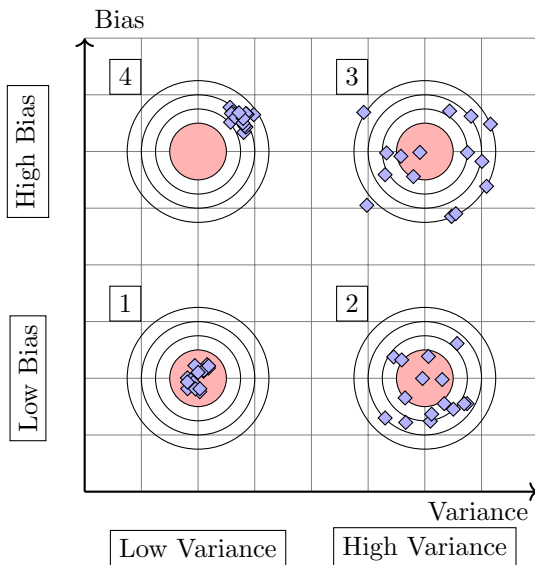 Bias
4
3
High Bias
1
2
Low Bias
Variance
Low Variance
High Variance